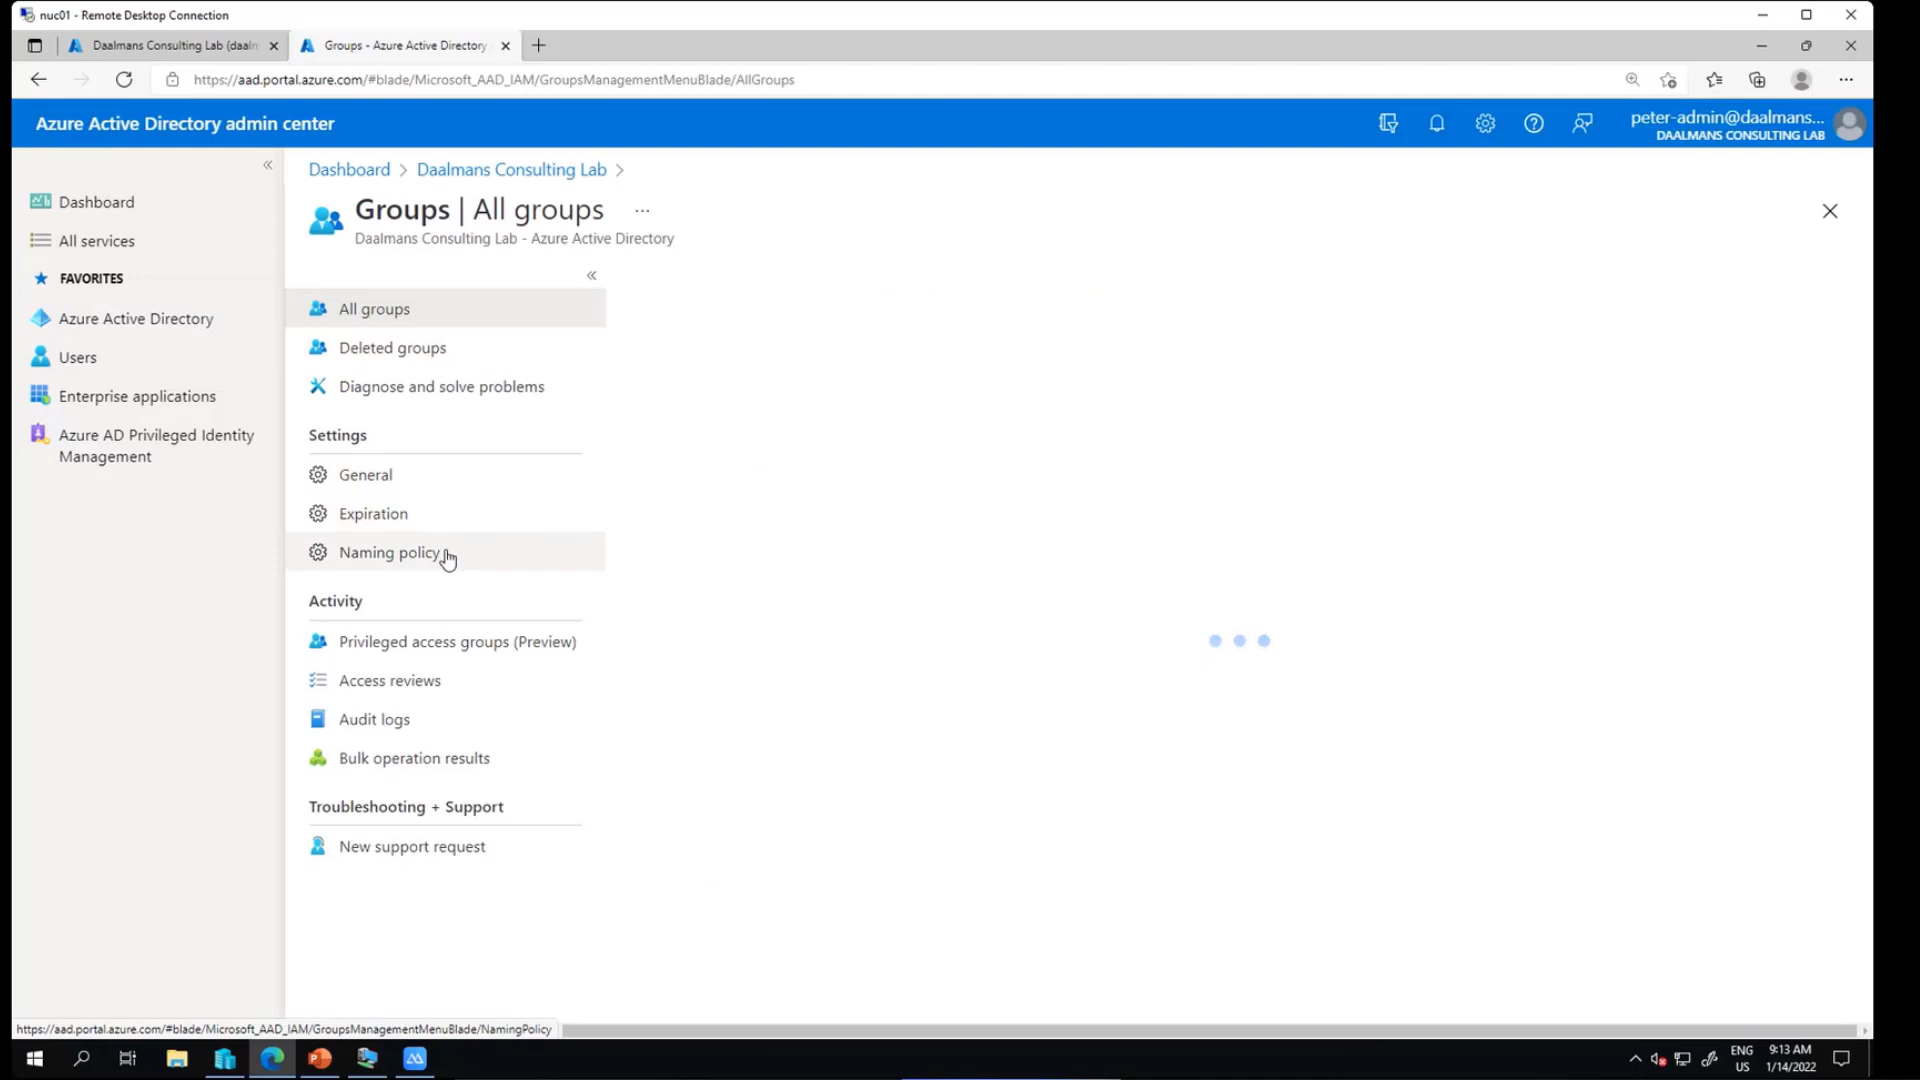 nuc01 - Remote Desktop Connection
Daalmans Consulting Lab (daaln
Groups - Azure Active Directory
https://aad.portal.azure.com/#blade/Microsoft_AAD_IAM/GroupsManagementMenuBlade/AllGroups
Azure Active Directory admin center
peter-admin@daalmans...
DAALMANS CONSULTING LAB
Dashboard > Daalmans Consulting Lab >
Groups | All groups ...
Daalmans Consulting Lab - Azure Active Directory
Dashboard
All services
FAVORITES
Azure Active Directory
Users
Enterprise applications
Azure AD Privileged Identity
Management
All groups
Deleted groups
Diagnose and solve problems
Settings
General
Expiration
Naming policy
Activity
Privileged access groups (Preview)
Access reviews
Audit logs
Bulk operation results
Troubleshooting + Support
New support request
https://aad.portal.azure.com/#blade/Microsoft_AAD_IAM/GroupsManagementMenuBlade/NamingPolicy
ENG
US
9:13 AM
1/14/2022